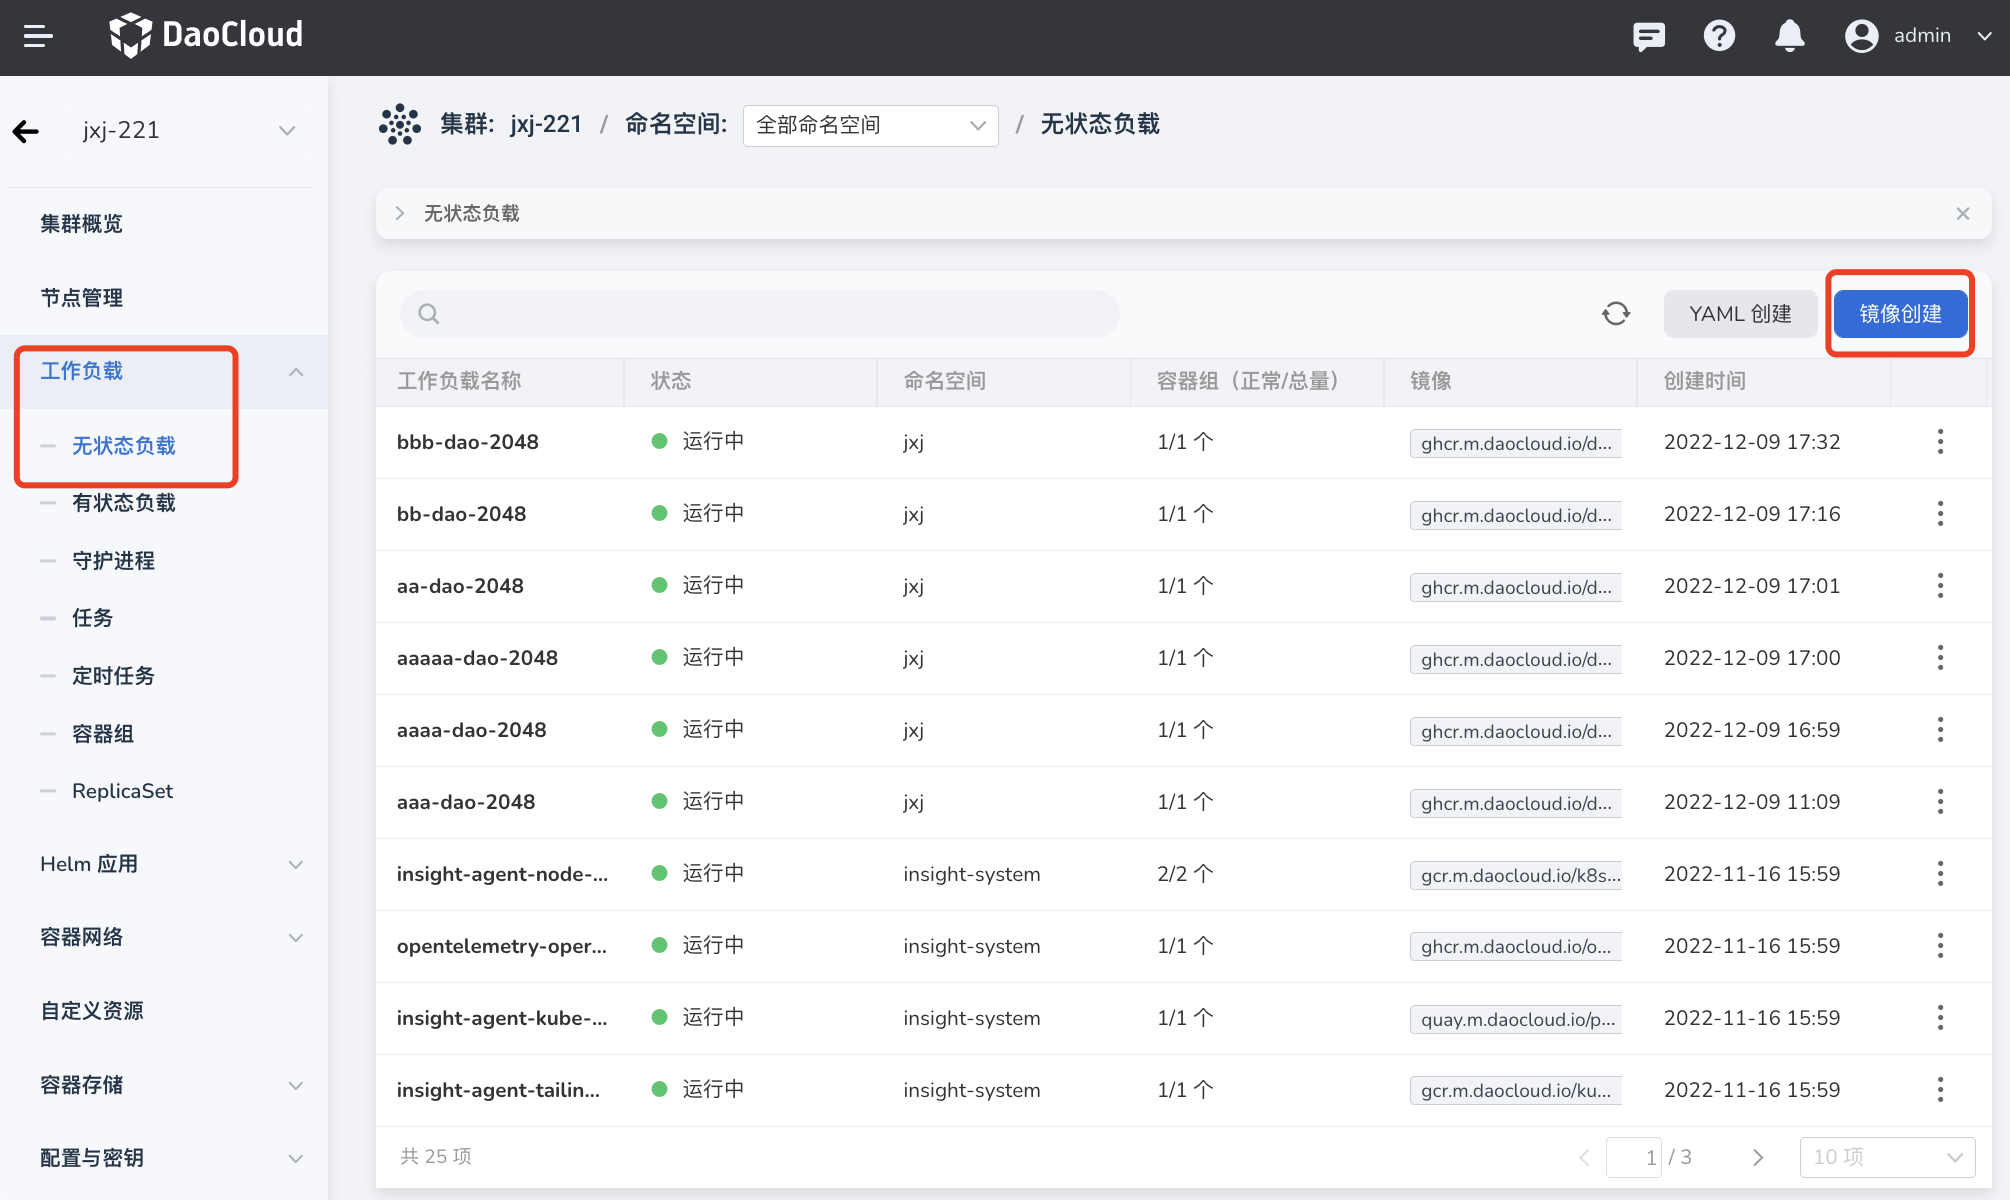 DaoCloud
admin
jxj-221
集群概览
节点管理
工作负载
无状态负载
有状态负载
守护进程
任务
定时任务
容器组
ReplicaSet
Helm 应用
容器网络
自定义资源
容器存储
配置与密钥
集群: jxj-221 / 命名空间: 全部命名空间 / 无状态负载
无状态负载
YAML 创建 镜像创建
工作负载名称 状态 命名空间 容器组（正常/总量） 镜像 创建时间
bbb-dao-2048 运行中 jxj 1/1 个 ghcr.m.daocloud.io/d... 2022-12-09 17:32
bb-dao-2048 运行中 jxj 1/1 个 ghcr.m.daocloud.io/d... 2022-12-09 17:16
aa-dao-2048 运行中 jxj 1/1 个 ghcr.m.daocloud.io/d... 2022-12-09 17:01
aaaaa-dao-2048 运行中 jxj 1/1 个 ghcr.m.daocloud.io/d... 2022-12-09 17:00
aaaa-dao-2048 运行中 jxj 1/1 个 ghcr.m.daocloud.io/d... 2022-12-09 16:59
aaa-dao-2048 运行中 jxj 1/1 个 ghcr.m.daocloud.io/d... 2022-12-09 11:09
insight-agent-node-... 运行中 insight-system 2/2 个 gcr.m.daocloud.io/k8s... 2022-11-16 15:59
opentelemetry-oper... 运行中 insight-system 1/1 个 ghcr.m.daocloud.io/o... 2022-11-16 15:59
insight-agent-kube-... 运行中 insight-system 1/1 个 quay.m.daocloud.io/p... 2022-11-16 15:59
insight-agent-tailin... 运行中 insight-system 1/1 个 gcr.m.daocloud.io/ku... 2022-11-16 15:59
共 25 项 1 / 3 10 项